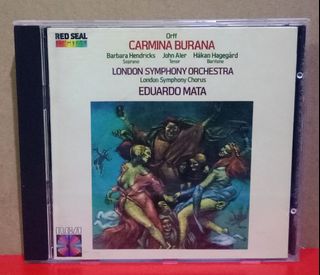 RED SEAL
Orff
CARMINA BURANA
Barbara Hendricks John Aler Håkan Hagegård
Soprano Tenor Baritone
LONDON SYMPHONY ORCHESTRA
London Symphony Chorus
EDUARDO MATA